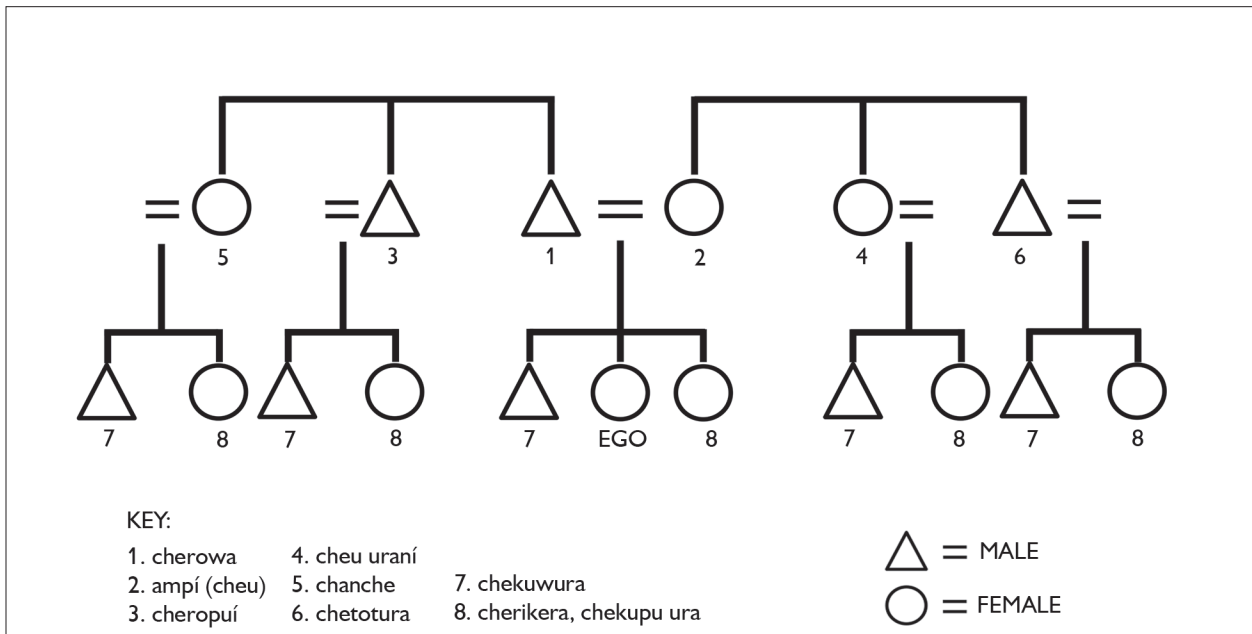 5 3 1 2 4 6
7 8 7 8 7 EGO 8 7 8 7 8
KEY:
1. cherowa
2. ampí (cheu)
3. cheropuí
4. cheu uraní
5. chanche
6. chetotura
7. chekuwura
8. cherikera, chekupu ura
= MALE
= FEMALE